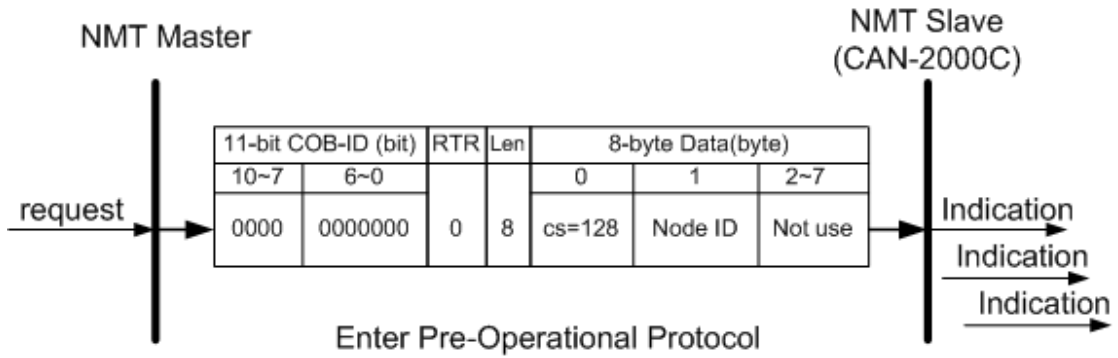 NMT Master
NMT Slave
(CAN-2000C)
11-bit COB-ID (bit) RTR Len 8-byte Data(byte)
10~7 6~0 0 1 2~7
request 0000 0000000 0 8 cs=128 Node ID Not use Indication
Indication
Indication
Enter Pre-Operational Protocol